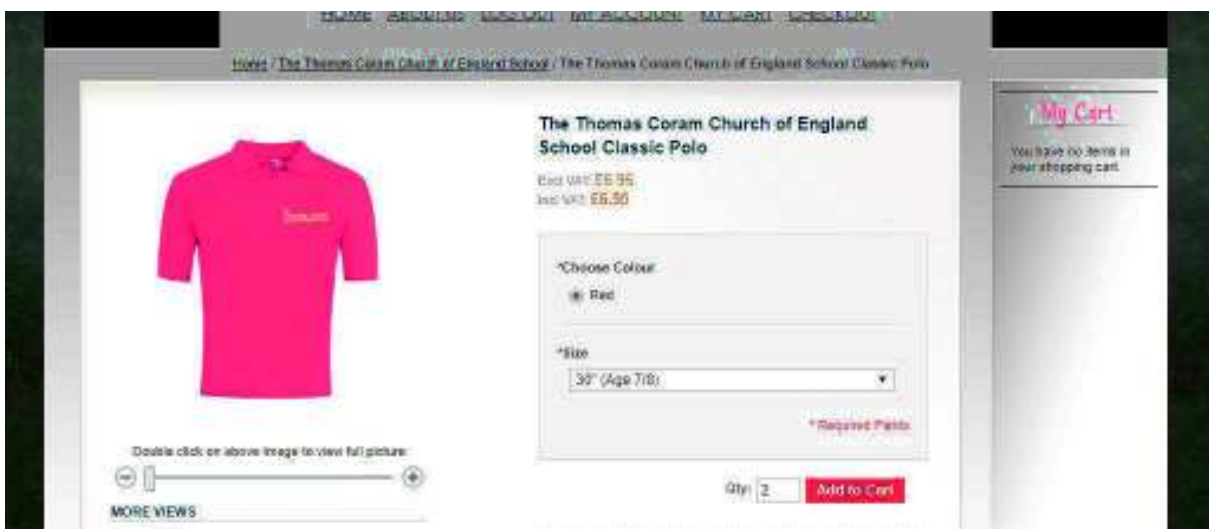 HOME ABOUT US LOG OUT MY ACCOUNT MY CART CHECKOUT
Home / The Thomas Coram Church of England School / The Thomas Coram Church of England School Classic Polo
The Thomas Coram Church of England
School Classic Polo
Excl VAT: £6.95
Incl VAT:
My Cart
You have no items in
your shopping cart.
*Choose Colour
Red
*Size
30" (Age 7/8)
* Required Fields
Double click on above image to view full picture
Qty: 2 Add to Cart
MORE VIEWS